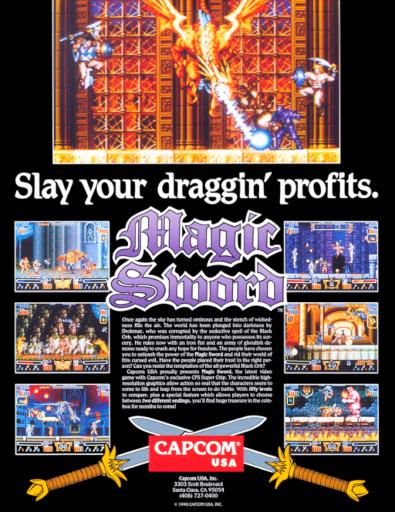 Slay your draggin' profits.
Magic
Sword
Once again the sky has turned ominous and the stench of wicked-
ness fills the air. The world has been plunged into darkness by
Drokmar, who was corrupted by the seductive spell of the Black
Orb, which promises immortality to anyone who possesses its sor-
cery. He rules now with an iron fist and an army of ghoulish de-
mons ready to crush any hope for freedom. The people have chosen
you to unleash the power of the Magic Sword and rid their world of
this cursed evil. Have the people placed their trust in the right per-
son? Can you resist the temptation of the all-powerful Black Orb?
Capcom USA proudly presents Magic Sword, the latest video
game with Capcom's exclusive CPS Super Chip. The incredible high-
resolution graphics allow action so real that the characters seem to
come to life and leap from the screen to do battle. With fifty levels
to conquer, plus a special feature which allows players to choose
between two different endings, you'll find huge treasure in the coin-
box for months to come!
CAPCOM®
USA
Capcom USA, Inc.
3303 Scott Boulevard
Santa Clara, CA 95054
(408) 727-0400
© 1990 CAPCOM USA, INC.